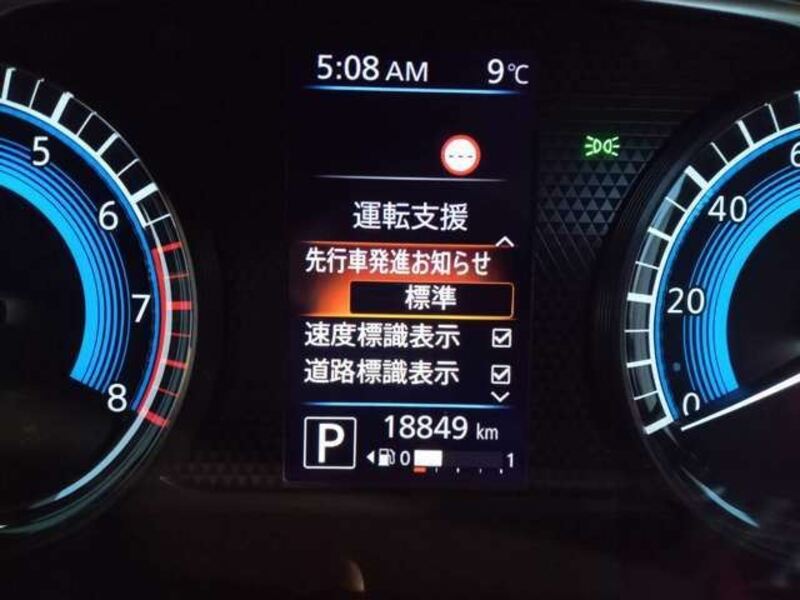 5:08 AM 9°C
---
運転支援
先行車発進お知らせ
標準
速度標識表示
道路標識表示
P
18849 km
0 1
5
6
7
8
0
20
40
6